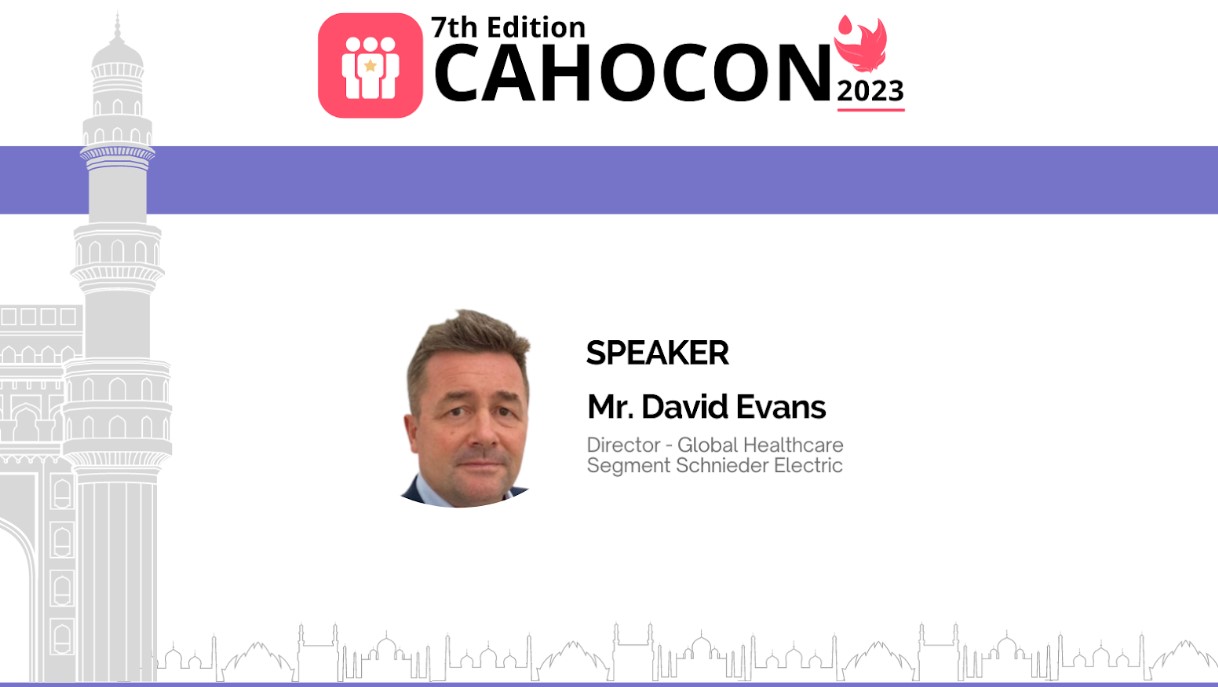 7th Edition
CAHOCON
2023
SPEAKER
Mr. David Evans
Director - Global Healthcare
Segment Schnieder Electric